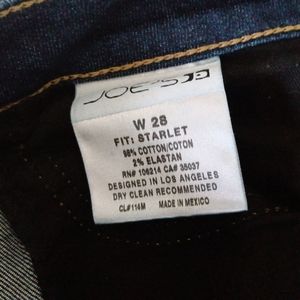 JOE'S
W 28
FIT: STARLET
98% COTTON/COTON
2% ELASTAN
RN# 106214 CA# 35037
DESIGNED IN LOS ANGELES
DRY CLEAN RECOMMENDED
CL#114M MADE IN MEXICO